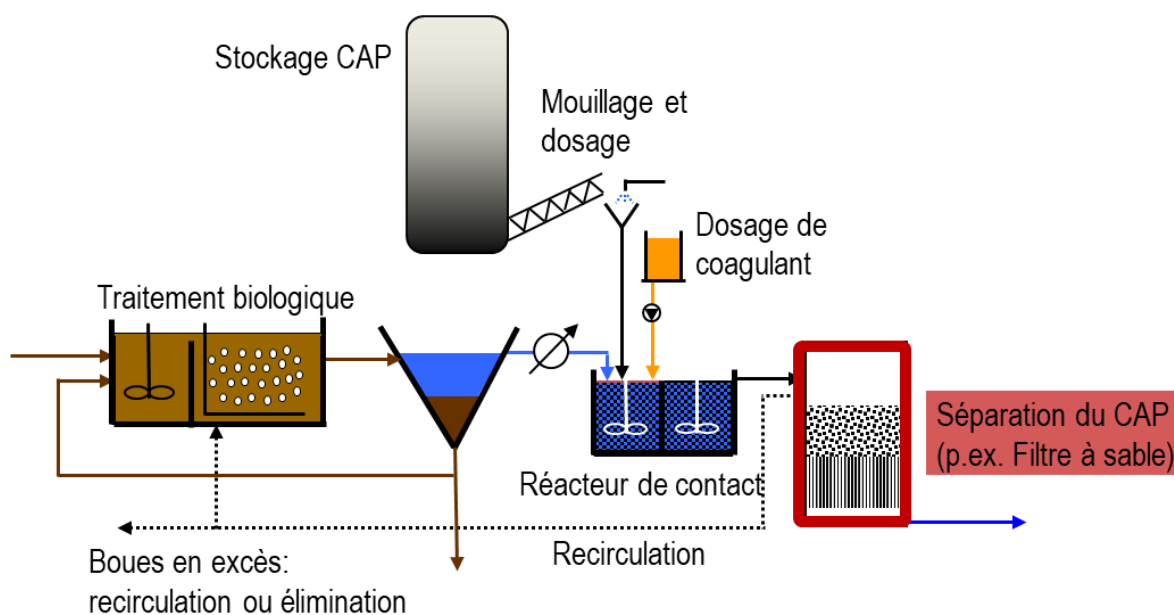 Stockage CAP
Mouillage et
dosage
Dosage de
coagulant
Traitement biologique
Séparation du CAP
(p.ex. Filtre à sable)
Réacteur de contact
Recirculation
Boues en excès:
recirculation ou élimination